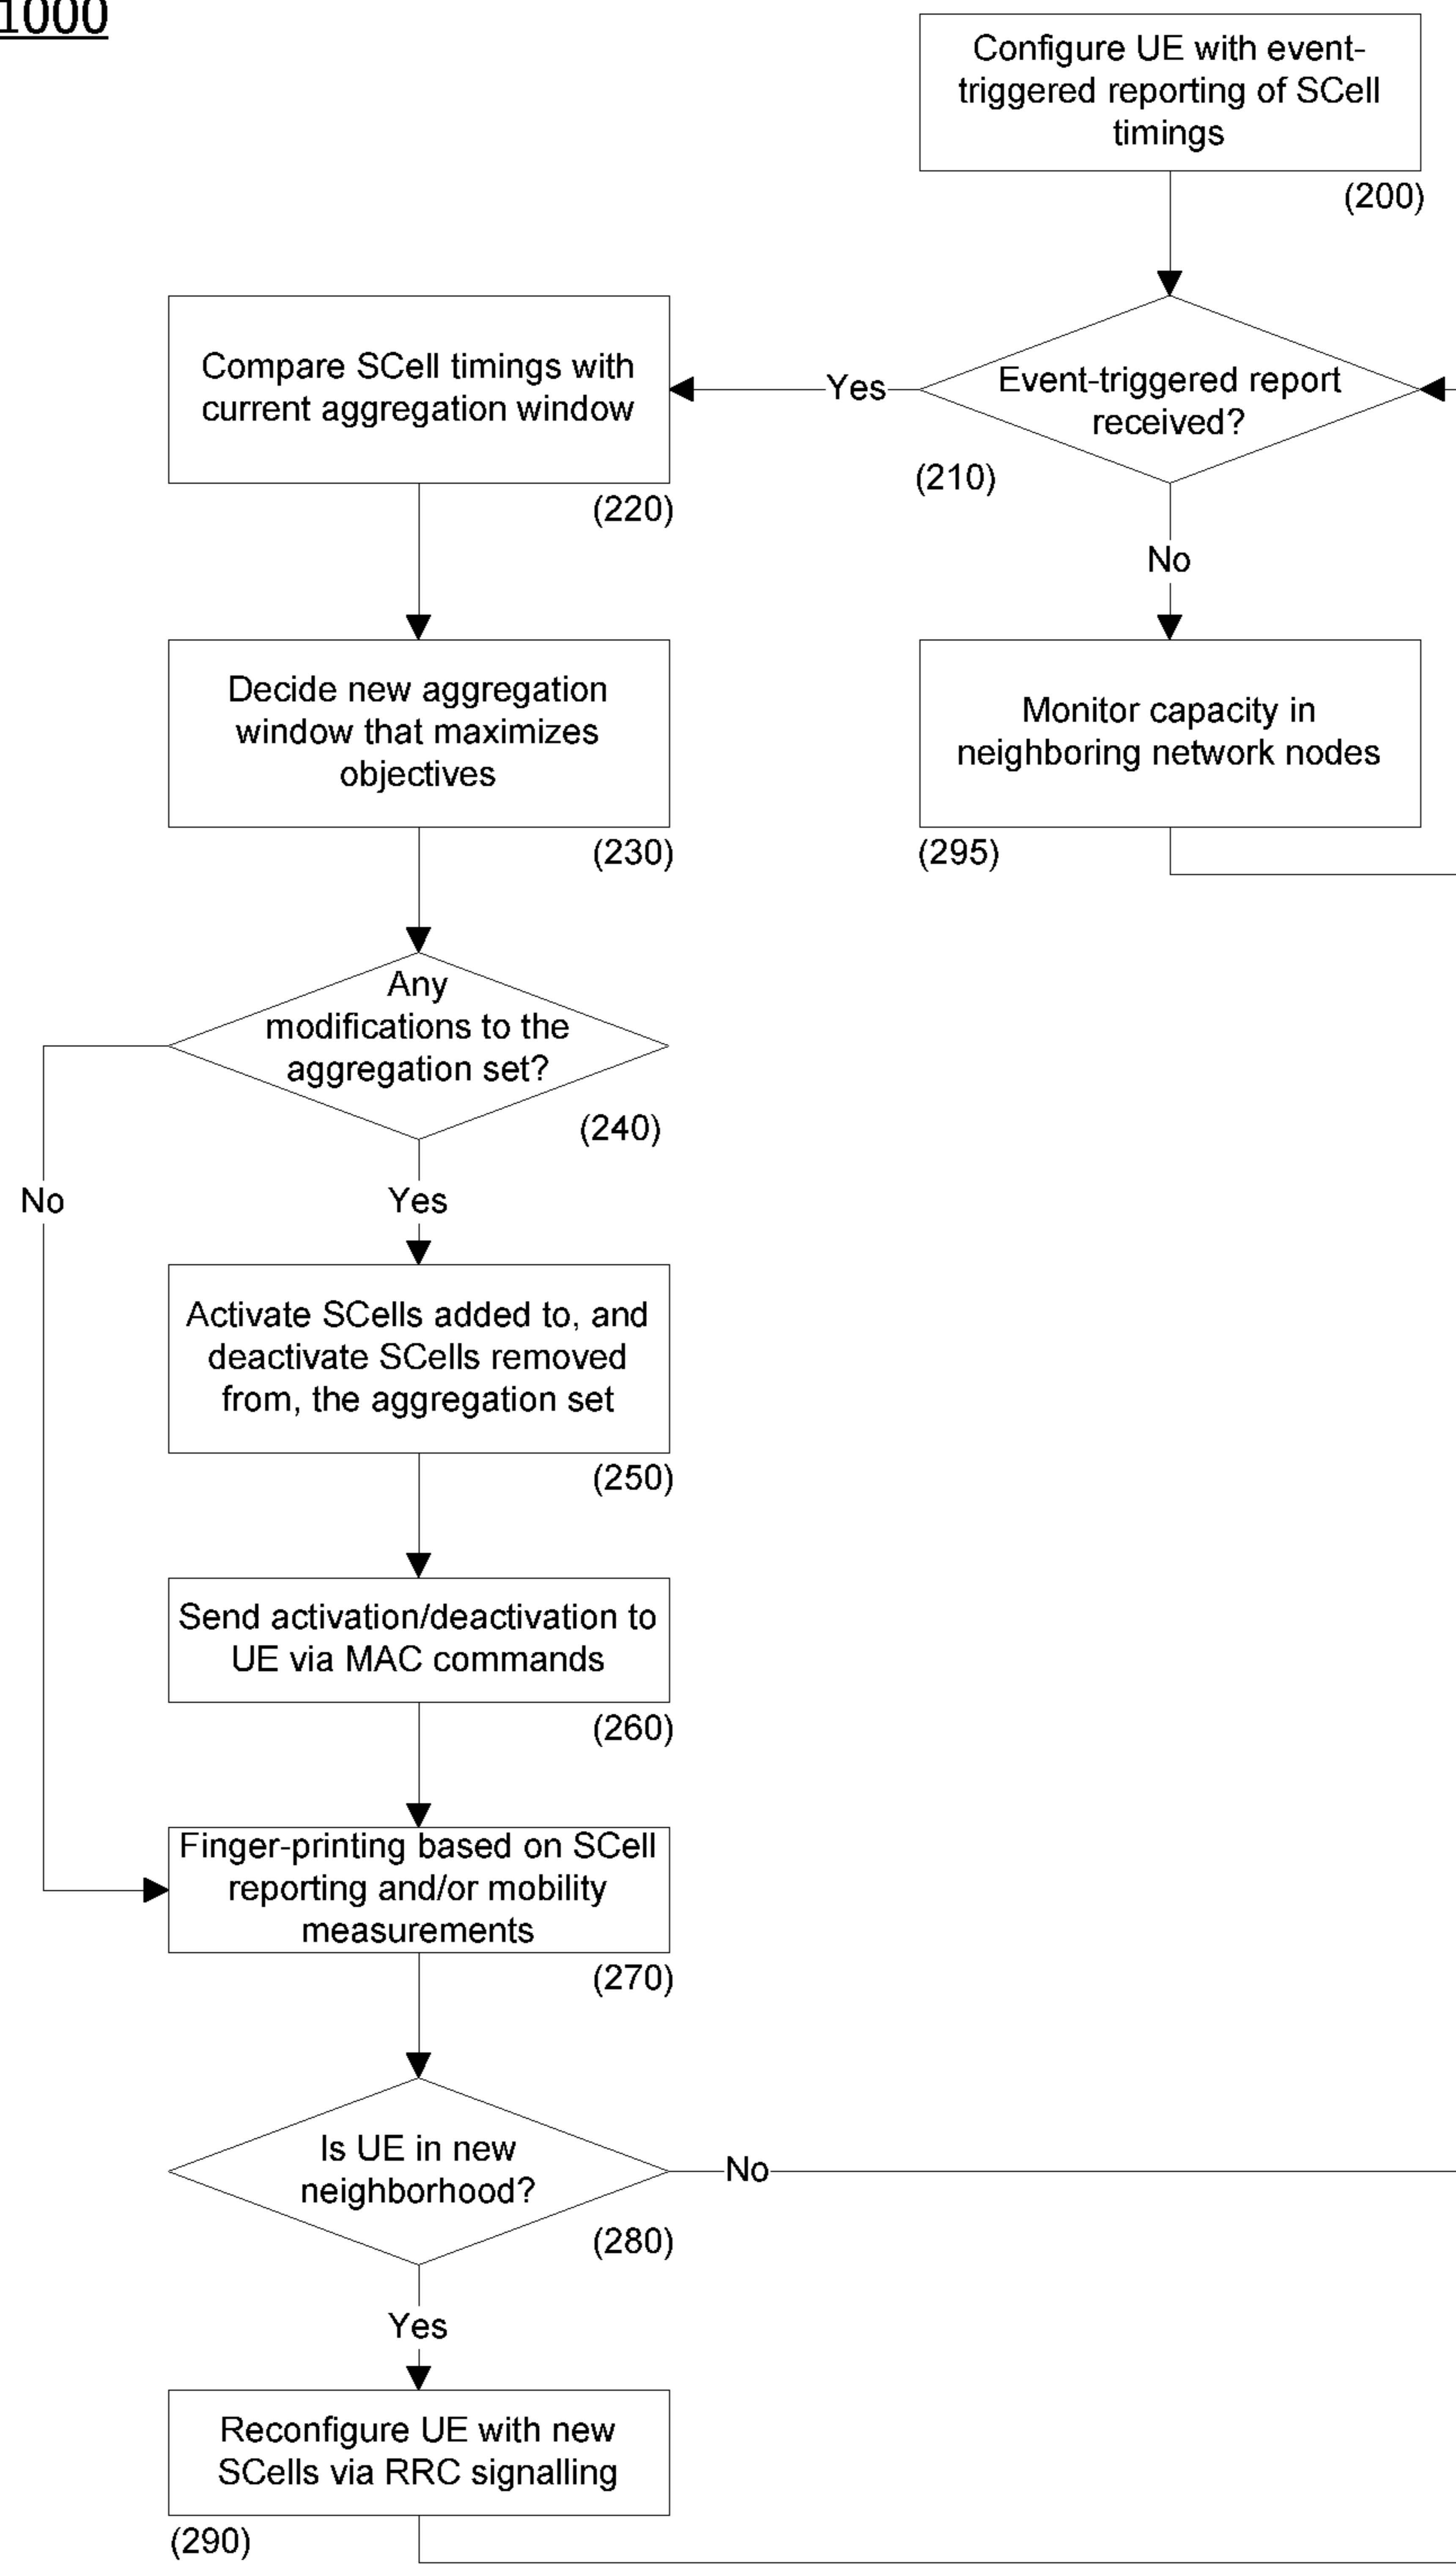 1000
Configure UE with event-
triggered reporting of SCell
timings
(200)
Event-triggered report
received?
(210)
Yes
No
Compare SCell timings with
current aggregation window
(220)
Monitor capacity in
neighboring network nodes
(295)
Decide new aggregation
window that maximizes
objectives
(230)
Any
modifications to the
aggregation set?
(240)
No
Yes
Activate SCells added to, and
deactivate SCells removed
from, the aggregation set
(250)
Send activation/deactivation to
UE via MAC commands
(260)
Finger-printing based on SCell
reporting and/or mobility
measurements
(270)
Is UE in new
neighborhood?
(280)
No
Yes
Reconfigure UE with new
SCells via RRC signalling
(290)